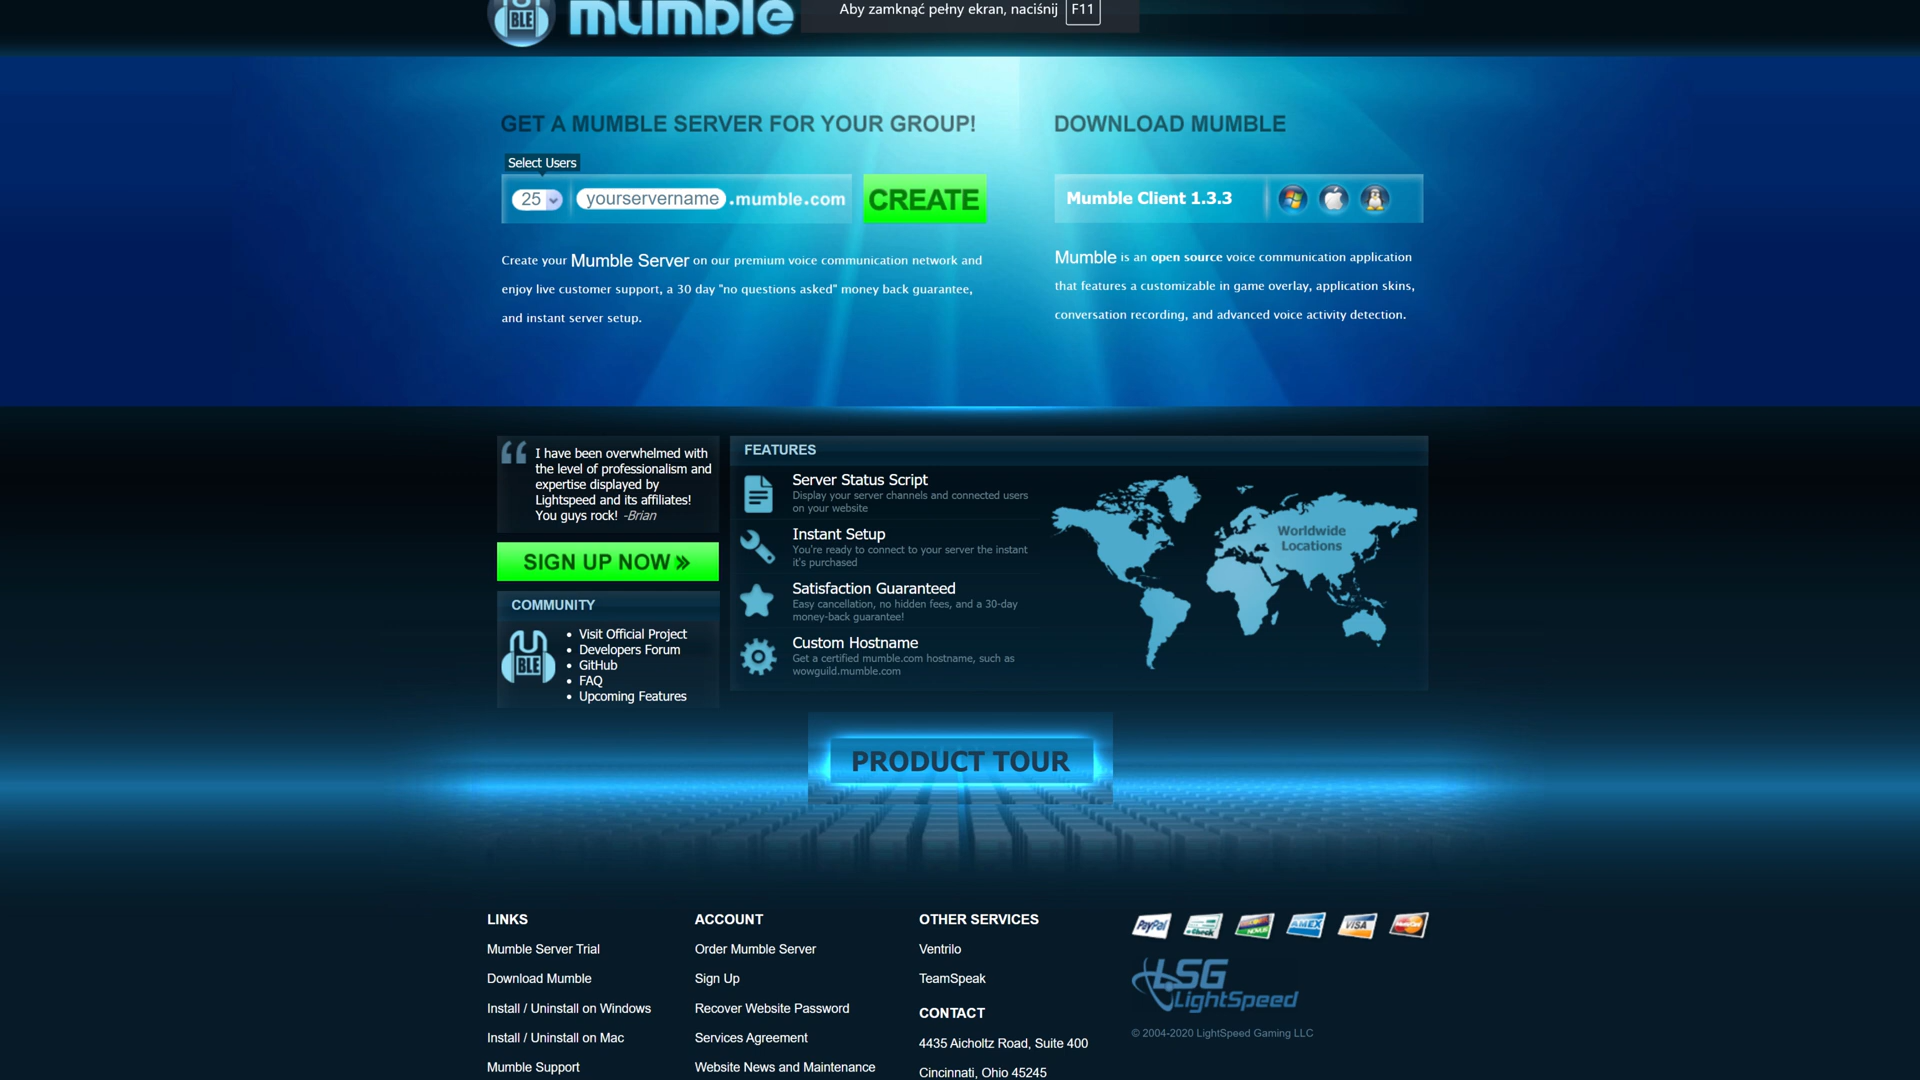 BLE mumble
Aby zamknąć pełny ekran, naciśnij F11
GET A MUMBLE SERVER FOR YOUR GROUP!
Select Users
25 yourservername .mumble.com CREATE
Create your Mumble Server on our premium voice communication network and
enjoy live customer support, a 30 day "no questions asked" money back guarantee,
and instant server setup.
DOWNLOAD MUMBLE
Mumble Client 1.3.3
Mumble is an open source voice communication application
that features a customizable in game overlay, application skins,
conversation recording, and advanced voice activity detection.
I have been overwhelmed with
the level of professionalism and
expertise displayed by
Lightspeed and its affiliates!
You guys rock! -Brian
SIGN UP NOW »
COMMUNITY
BLE
• Visit Official Project
• Developers Forum
• GitHub
• FAQ
• Upcoming Features
FEATURES
Server Status Script
Display your server channels and connected users
on your website
Instant Setup
You're ready to connect to your server the instant
it's purchased
Satisfaction Guaranteed
Easy cancellation, no hidden fees, and a 30-day
money-back guarantee!
Custom Hostname
Get a certified mumble.com hostname, such as
wowguild.mumble.com
Worldwide
Locations
PRODUCT TOUR
LINKS
Mumble Server Trial
Download Mumble
Install / Uninstall on Windows
Install / Uninstall on Mac
Mumble Support
ACCOUNT
Order Mumble Server
Sign Up
Recover Website Password
Services Agreement
Website News and Maintenance
OTHER SERVICES
Ventrilo
TeamSpeak
CONTACT
4435 Aicholtz Road, Suite 400
Cincinnati, Ohio 45245
PayPal
AMEX
VISA
LSG
LightSpeed
© 2004-2020 LightSpeed Gaming LLC